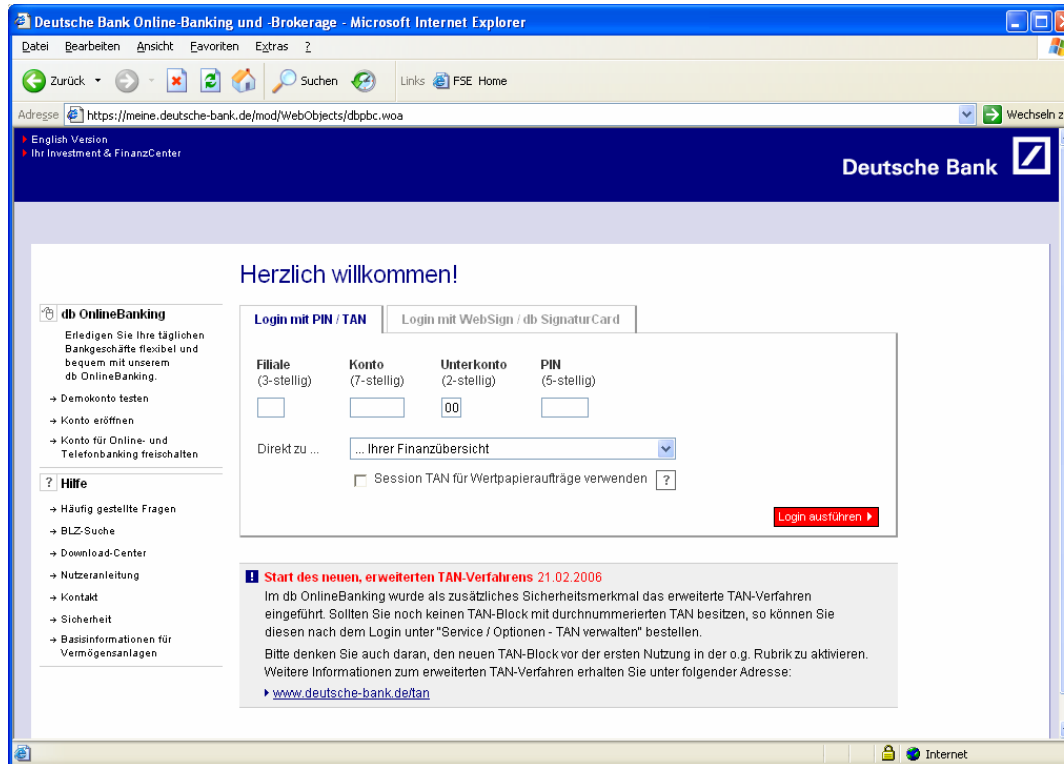 Deutsche Bank Online-Banking und -Brokerage - Microsoft Internet Explorer
Datei Bearbeiten Ansicht Favoriten Extras ?
Zurück Suchen Links FSE Home
Adresse https://meine.deutsche-bank.de/mod/WebObjects/dbpbc.woa Wechseln z
English Version
Ihr Investment & FinanzCenter
Deutsche Bank
Herzlich willkommen!
db OnlineBanking
Erledigen Sie Ihre täglichen
Bankgeschäfte flexibel und
bequem mit unserem
db OnlineBanking.
→ Demokonto testen
→ Konto eröffnen
→ Konto für Online- und
Telefonbanking freischalten
? Hilfe
→ Häufig gestellte Fragen
→ BLZ-Suche
→ Download-Center
→ Nutzeranleitung
→ Kontakt
→ Sicherheit
→ Basisinformationen für
Vermögensanlagen
Login mit PIN / TAN Login mit WebSign / db SignaturCard
Filiale Konto Unterkonto PIN
(3-stellig) (7-stellig) (2-stellig) (5-stellig)
00
Direkt zu ... ... Ihrer Finanzübersicht
Session TAN für Wertpapieraufträge verwenden ?
Login ausführen
! Start des neuen, erweiterten TAN-Verfahrens 21.02.2006
Im db OnlineBanking wurde als zusätzliches Sicherheitsmerkmal das erweiterte TAN-Verfahren
eingeführt. Sollten Sie noch keinen TAN-Block mit durchnummerierten TAN besitzen, so können Sie
diesen nach dem Login unter "Service / Optionen - TAN verwalten" bestellen.
Bitte denken Sie auch daran, den neuen TAN-Block vor der ersten Nutzung in der o.g. Rubrik zu aktivieren.
Weitere Informationen zum erweiterten TAN-Verfahren erhalten Sie unter folgender Adresse:
www.deutsche-bank.de/tan
Internet